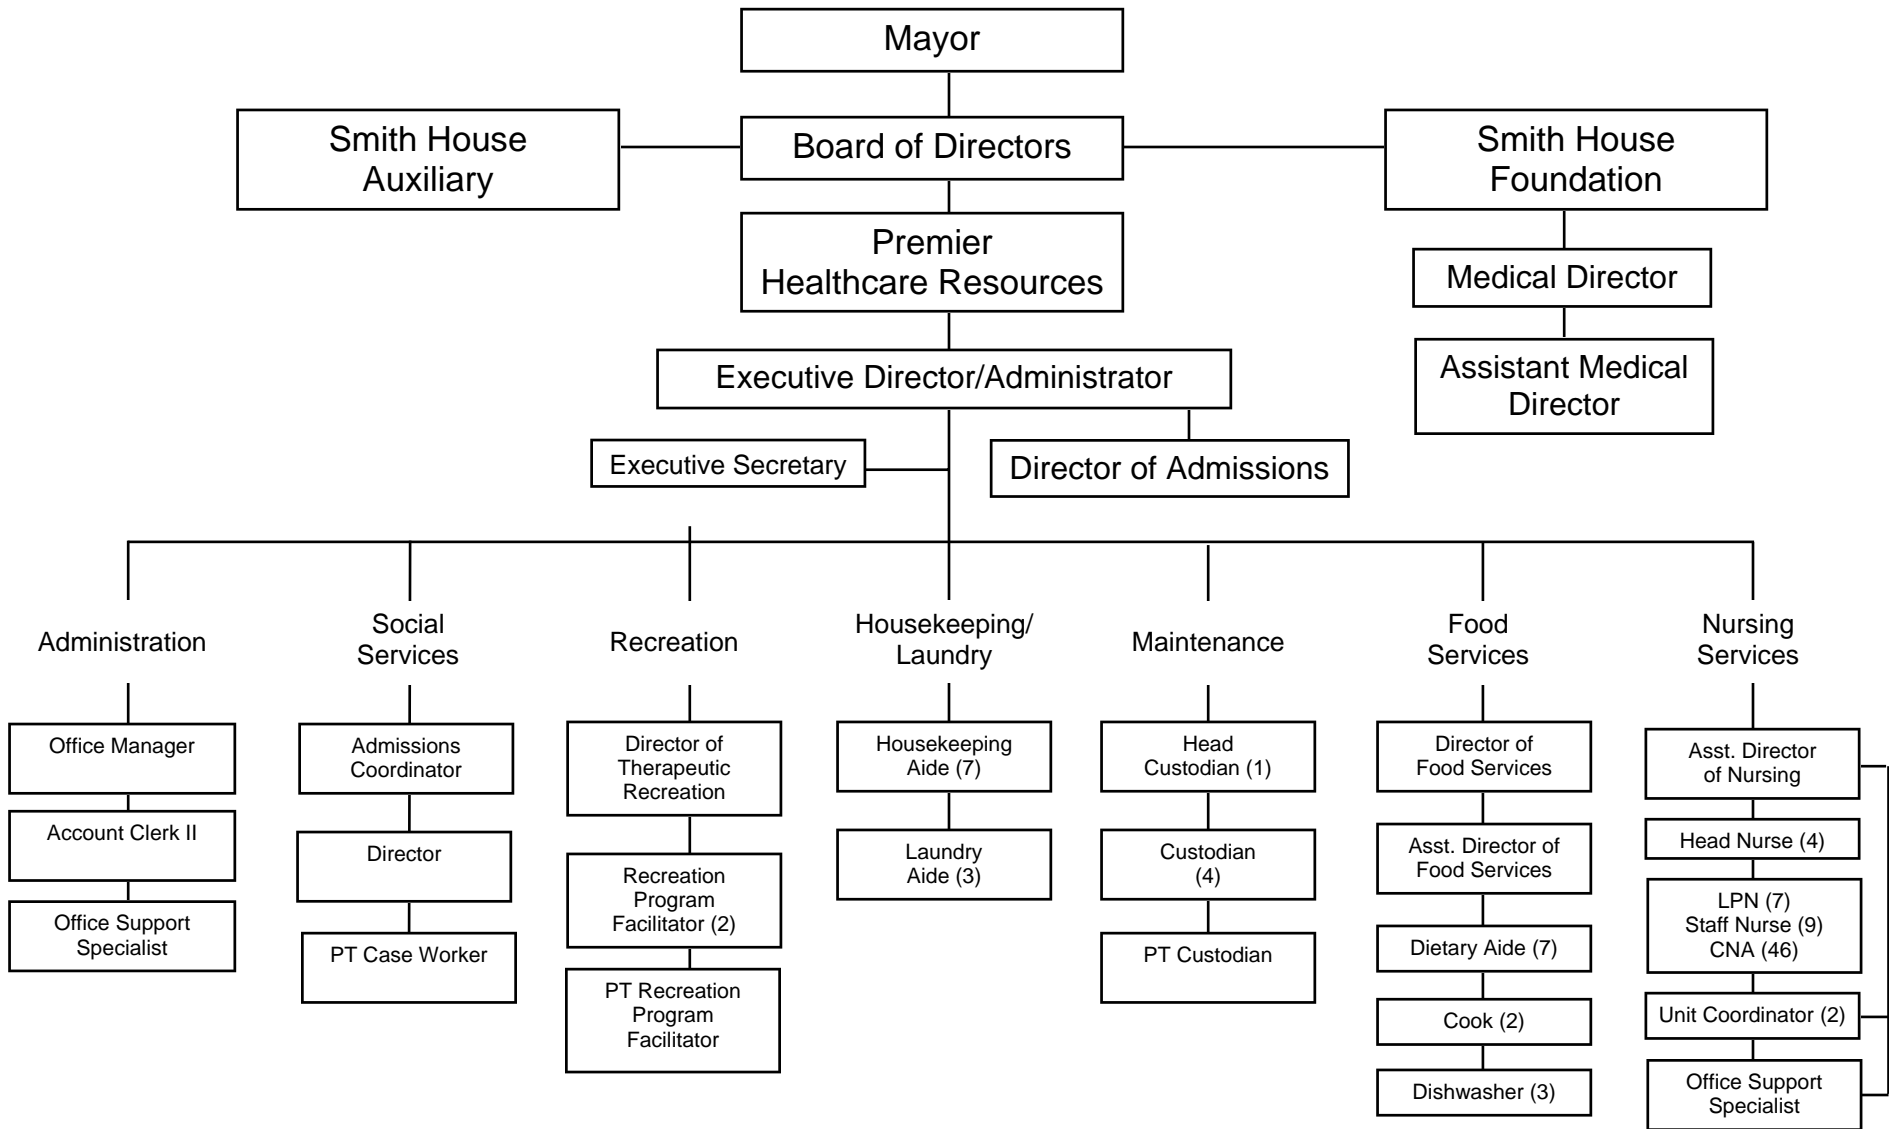 Mayor
Smith House
Auxiliary
Board of Directors
Smith House
Foundation
Premier
Healthcare Resources
Medical Director
Executive Director/Administrator
Assistant Medical
Director
Executive Secretary
Director of Admissions
Administration
Social
Services
Recreation
Housekeeping/
Laundry
Maintenance
Food
Services
Nursing
Services
Office Manager
Account Clerk II
Office Support
Specialist
Admissions
Coordinator
Director
PT Case Worker
Director of
Therapeutic
Recreation
Recreation
Program
Facilitator (2)
PT Recreation
Program
Facilitator
Housekeeping
Aide (7)
Laundry
Aide (3)
Head
Custodian (1)
Custodian
(4)
PT Custodian
Director of
Food Services
Asst. Director of
Food Services
Dietary Aide (7)
Cook (2)
Dishwasher (3)
Asst. Director
of Nursing
Head Nurse (4)
LPN (7)
Staff Nurse (9)
CNA (46)
Unit Coordinator (2)
Office Support
Specialist